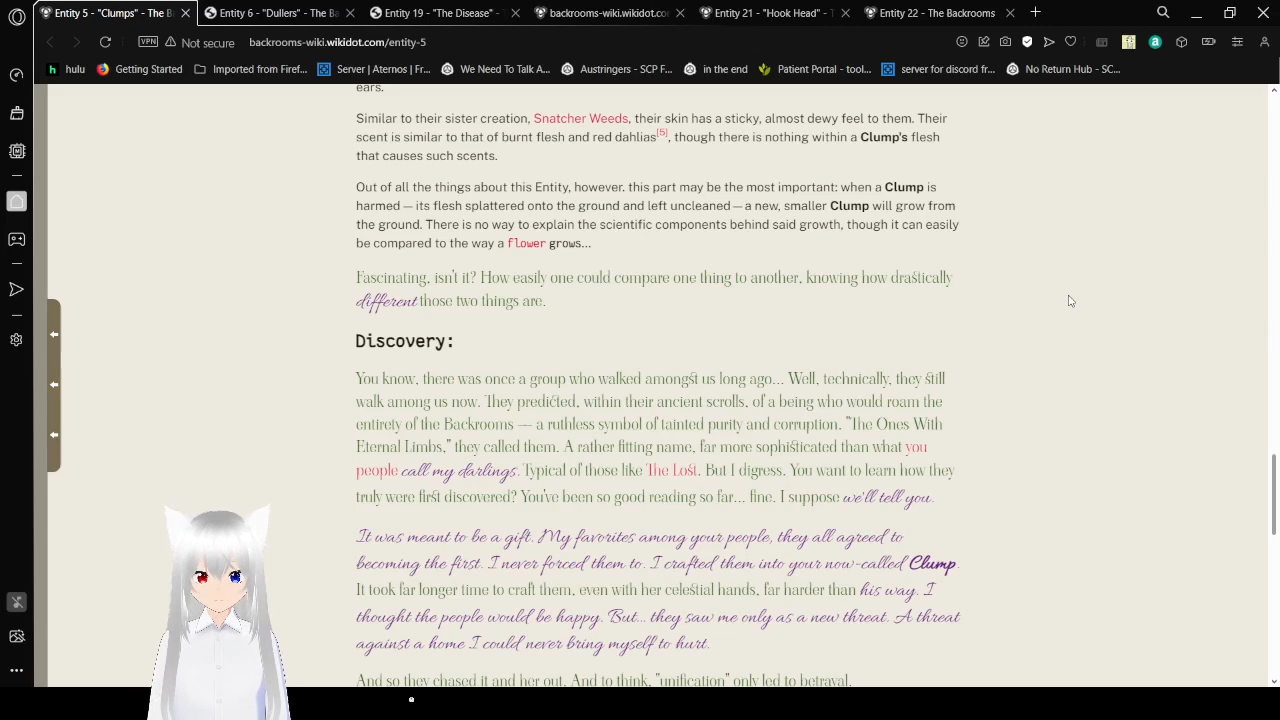 Entity 5 - "Clumps" - The B
Entity 6 - "Dullers" - The Ba
Entity 19 - "The Disease" -
backrooms-wiki.wikidot.co
Entity 21 - "Hook Head" - T
Entity 22 - The Backrooms
VPN Not secure backrooms-wiki.wikidot.com/entity-5
hulu Getting Started Imported from Firef... Server | Aternos | Fr... We Need To Talk A... Austringers - SCP F... in the end Patient Portal - tool... server for discord fr... No Return Hub - SC...
ears.
Similar to their sister creation, Snatcher Weeds, their skin has a sticky, almost dewy feel to them. Their
scent is similar to that of burnt flesh and red dahlias[5], though there is nothing within a Clump's flesh
that causes such scents.
Out of all the things about this Entity, however. this part may be the most important: when a Clump is
harmed — its flesh splattered onto the ground and left uncleaned — a new, smaller Clump will grow from
the ground. There is no way to explain the scientific components behind said growth, though it can easily
be compared to the way a flower grows...
Fascinating, isn't it? How easily one could compare one thing to another, knowing how drastically
different those two things are.
Discovery:
You know, there was once a group who walked amongst us long ago... Well, technically, they still
walk among us now. They predicted, within their ancient scrolls, of a being who would roam the
entirety of the Backrooms — a ruthless symbol of tainted purity and corruption. "The Ones With
Eternal Limbs," they called them. A rather fitting name, far more sophisticated than what you
people call my darlings. Typical of those like The Lost. But I digress. You want to learn how they
truly were first discovered? You've been so good reading so far... fine. I suppose we'll tell you.
It was meant to be a gift. My favorites among your people, they all agreed to
becoming the first. I never forced them to. I crafted them into your now-called Clump.
It took far longer time to craft them, even with her celestial hands, far harder than his way. I
thought the people would be happy. But... they saw me only as a new threat. A threat
against a home I could never bring myself to hurt.
And so they chased it and her out. And to think, "unification" only led to betrayal.